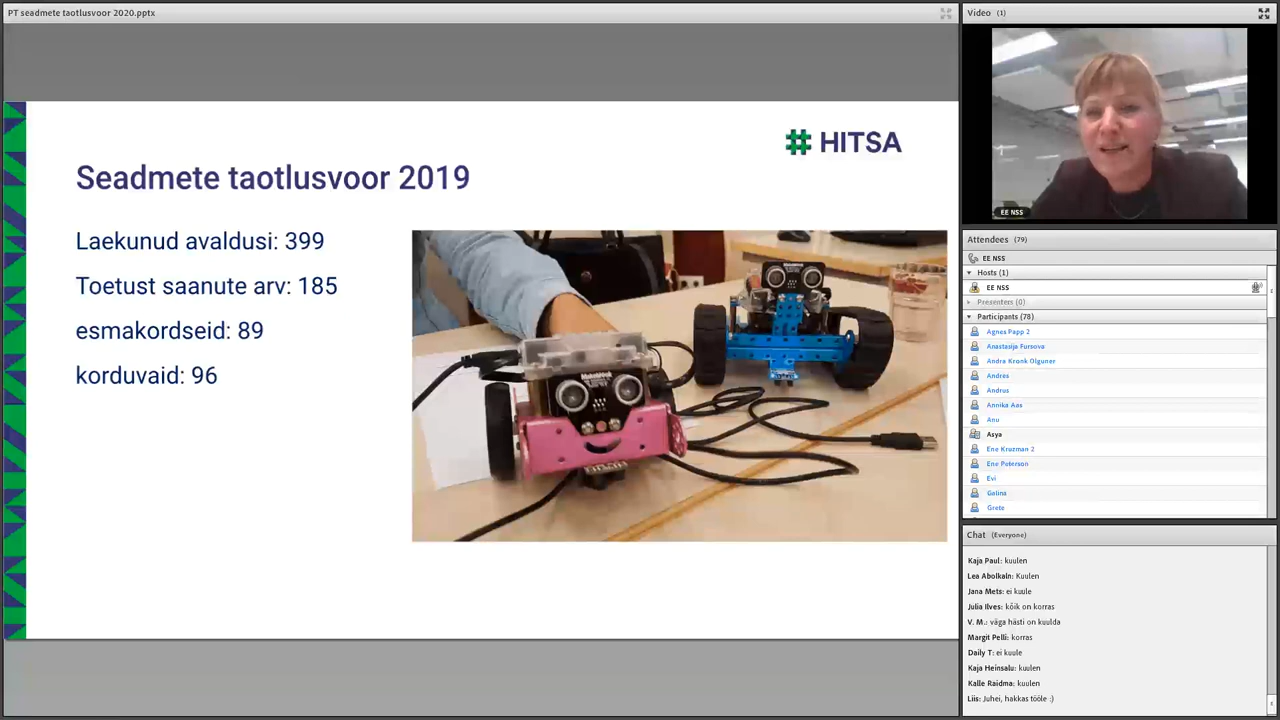 PT seadmete taotlusvoor 2020.pptx
HITSA
Seadmete taotlusvoor 2019
Laekunud avaldusi: 399
Toetust saanute arv: 185
esmakordseid: 89
korduvaid: 96
Video (1)
EE NSS
Attendees (79)
EE NSS
Hosts (1)
EE NSS
Presenters (0)
Participants (78)
Agnes Papp 2
Anastasija Fursova
Andra Kronk Olguner
Andres
Andrus
Annika Aas
Anu
Asya
Ene Kruzman 2
Ene Peterson
Evi
Galina
Grete
Chat (Everyone)
Kaja Paul: kuulen
Lea Abolkaln: Kuulen
Jana Mets: ei kuule
Julia Ilves: kõik on korras
V. M.: väga hästi on kuulda
Margit Pelli: korras
Daily T: ei kuule
Kaja Heinsalu: kuulen
Kalle Raidma: kuulen
Liis: Juhei, hakkas tööle :)